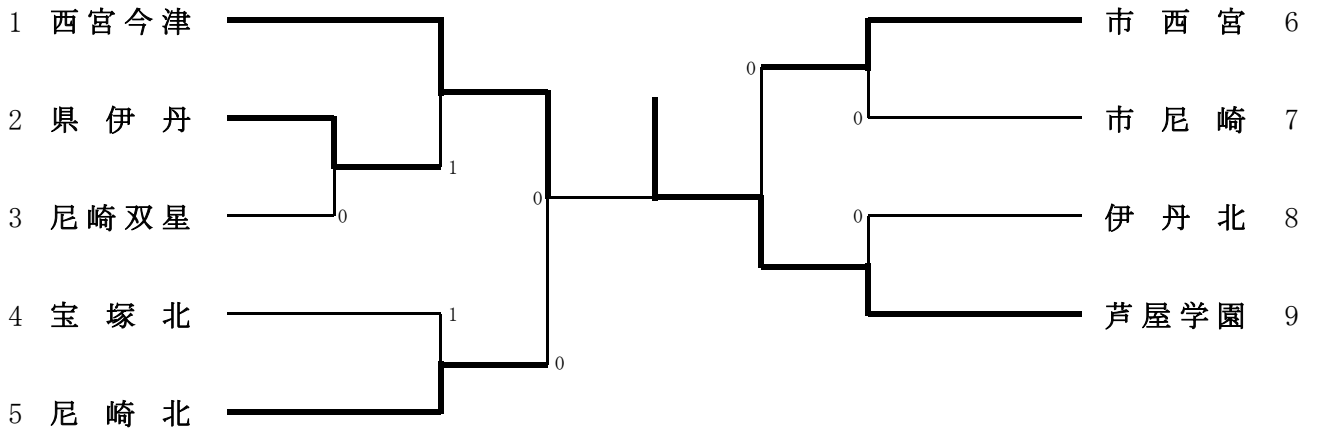 1 西宮今津
市西宮 6
0
2 県伊丹
0
市尼崎 7
1
3 尼崎双星
0
0
0
伊丹北 8
4 宝塚北
1
芦屋学園 9
0
5 尼崎北